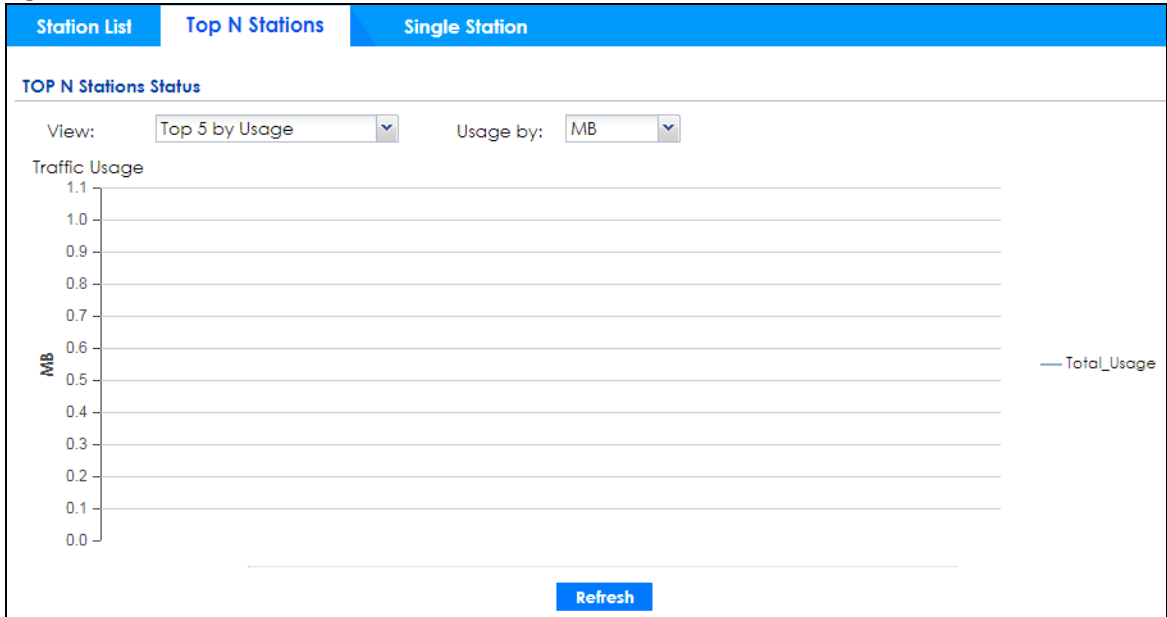 Station List Top N Stations Single Station
TOP N Stations Status
View: Top 5 by Usage Usage by: MB
Traffic Usage
1.1
1.0
0.9
0.8
0.7
0.6
MB
0.5
0.4
0.3
0.2
0.1
0.0
Total_Usage
Refresh